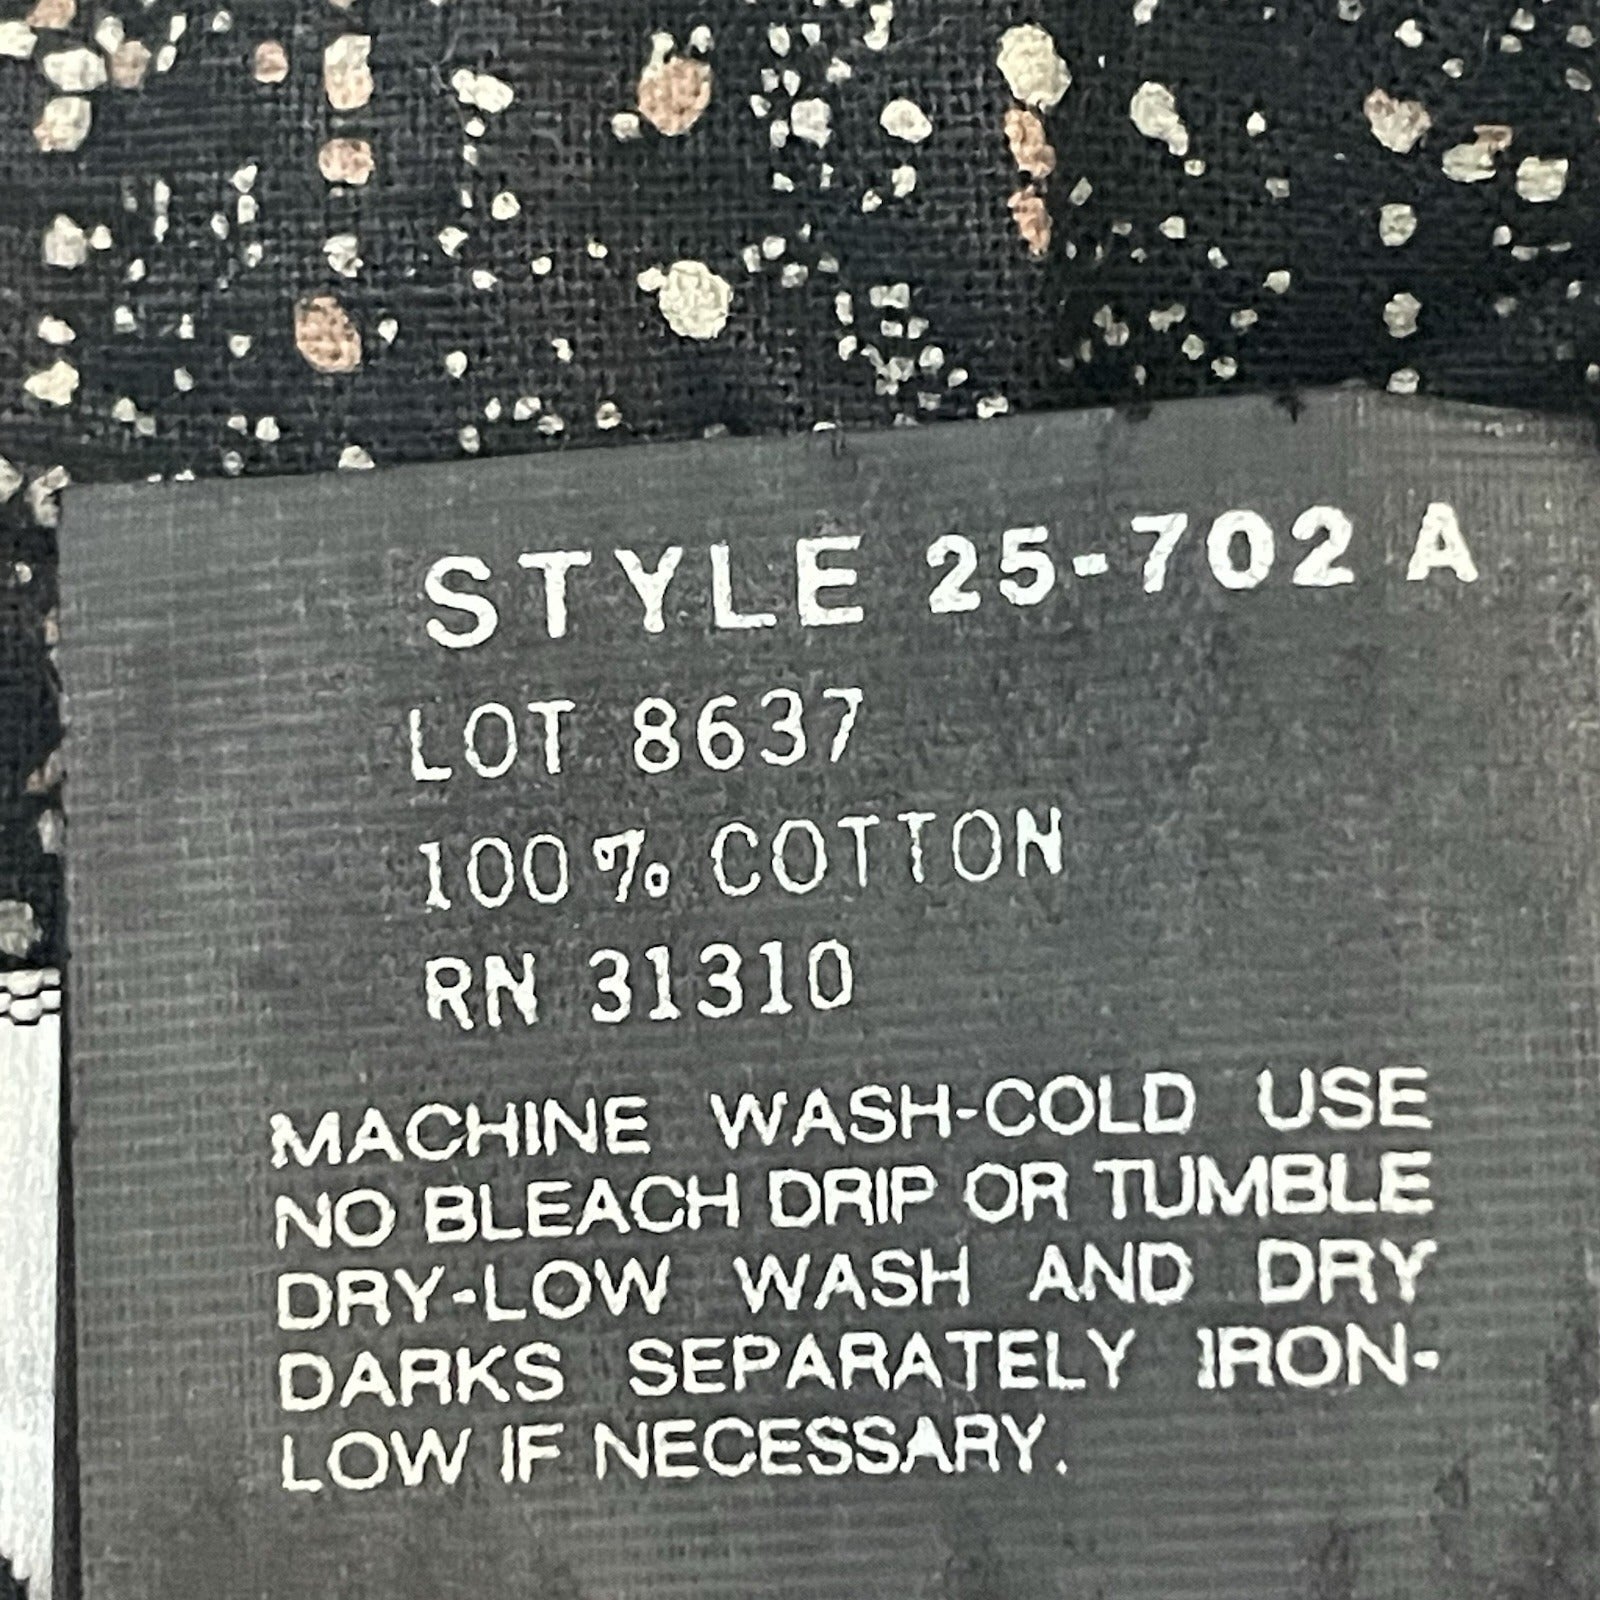 STYLE 25-702 A
LOT 8637
100% COTTON
RN 31310
MACHINE WASH-COLD USE
NO BLEACH DRIP OR TUMBLE
DRY-LOW WASH AND DRY
DARKS SEPARATELY IRON-
LOW IF NECESSARY.